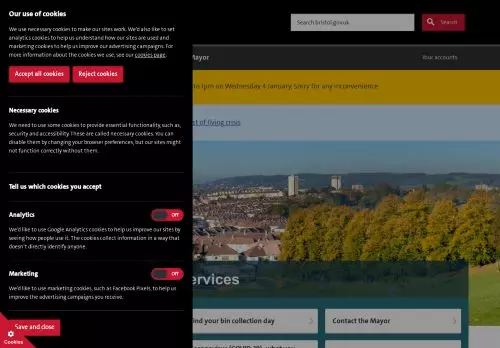 Our use of cookies
We use necessary cookies to make our sites work. We'd also like to set
analytics cookies to help us understand how our sites are used and
marketing cookies to help us improve our advertising campaigns. For
more information about the cookies we use, see our cookies page.
Accept all cookies
Reject cookies
Necessary cookies
We need to use some cookies to provide essential functionality, such as,
security and accessibility. These are called necessary cookies. You can
disable them by changing your browser preferences, but our sites might
not function correctly without them.
Tell us which cookies you accept
Analytics
Off
We'd like to use Google Analytics cookies to help us improve our sites by
seeing how people use it. The cookies collect information in a way that
doesn't directly identify anyone.
Marketing
Off
We'd like to use marketing cookies, such as Facebook Pixels, to help us
improve the advertising campaigns you receive.
Save and close
Cookies
Search bristol.gov.uk
Search
Mayor
Your accounts
to 1pm on Wednesday 4 January. Sorry for any inconvenience
st of living crisis
ervices
ind your bin collection day
Contact the Mayor